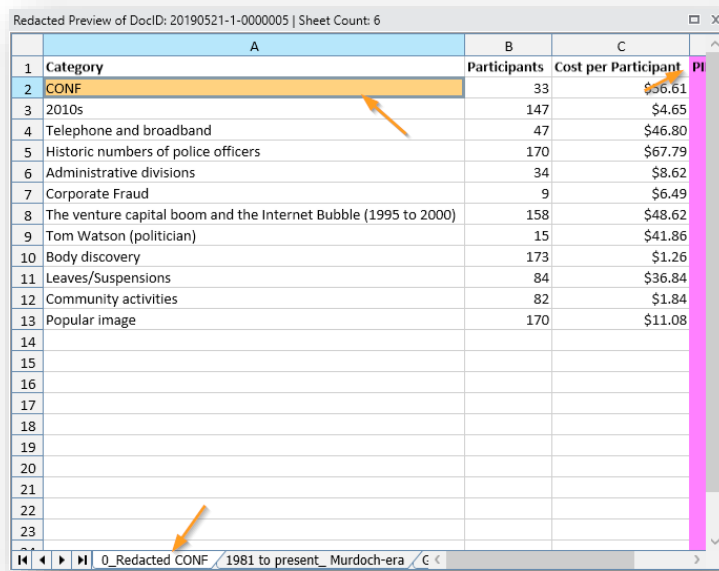 Redacted Preview of DocID: 20190521-1-0000005 | Sheet Count: 6
A B C
1 Category Participants Cost per Participant PI
2 CONF 33 $56.61
3 2010s 147 $4.65
4 Telephone and broadband 47 $46.80
5 Historic numbers of police officers 170 $67.79
6 Administrative divisions 34 $8.62
7 Corporate Fraud 9 $6.49
8 The venture capital boom and the Internet Bubble (1995 to 2000) 158 $48.62
9 Tom Watson (politician) 15 $41.86
10 Body discovery 173 $1.26
11 Leaves/Suspensions 84 $36.84
12 Community activities 82 $1.84
13 Popular image 170 $11.08
14
15
16
17
18
19
20
21
22
23
0_Redacted CONF 1981 to present_ Murdoch-era G